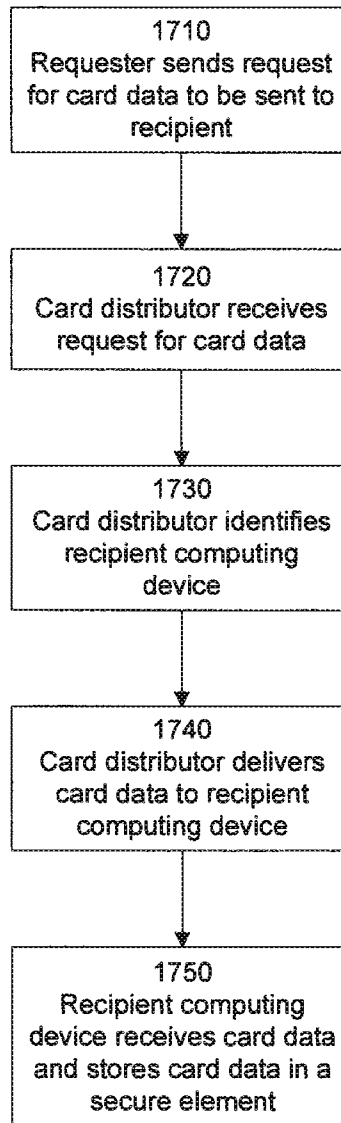 1710
Requester sends request
for card data to be sent to
recipient
1720
Card distributor receives
request for card data
1730
Card distributor identifies
recipient computing
device
1740
Card distributor delivers
card data to recipient
computing device
1750
Recipient computing
device receives card data
and stores card data in a
secure element